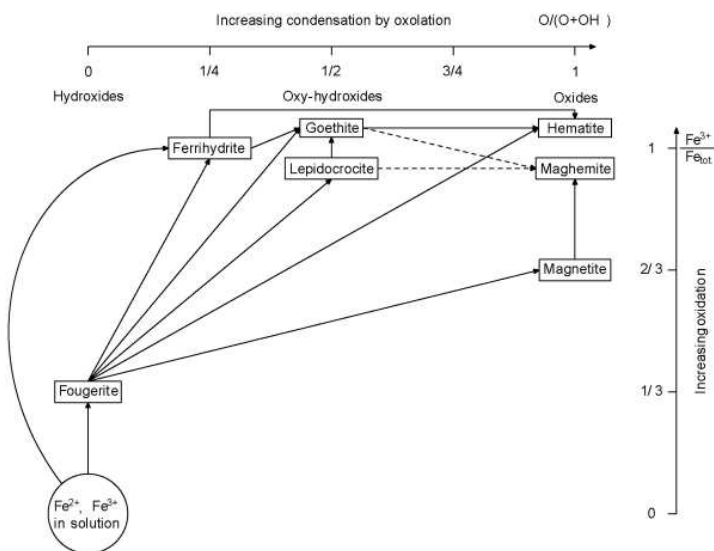 Increasing condensation by oxolation O/(O+OH )
0 1/4 1/2 3/4 1
Hydroxides Oxy-hydroxides Oxides
Goethite Hematite
Ferrihydrite
Lepidocrocite Maghemite
Magnetite
Fougerite
Fe2+, Fe3+
in solution
Fe3+
Fetot.
1
2/3
1/3
0
Increasing oxidation